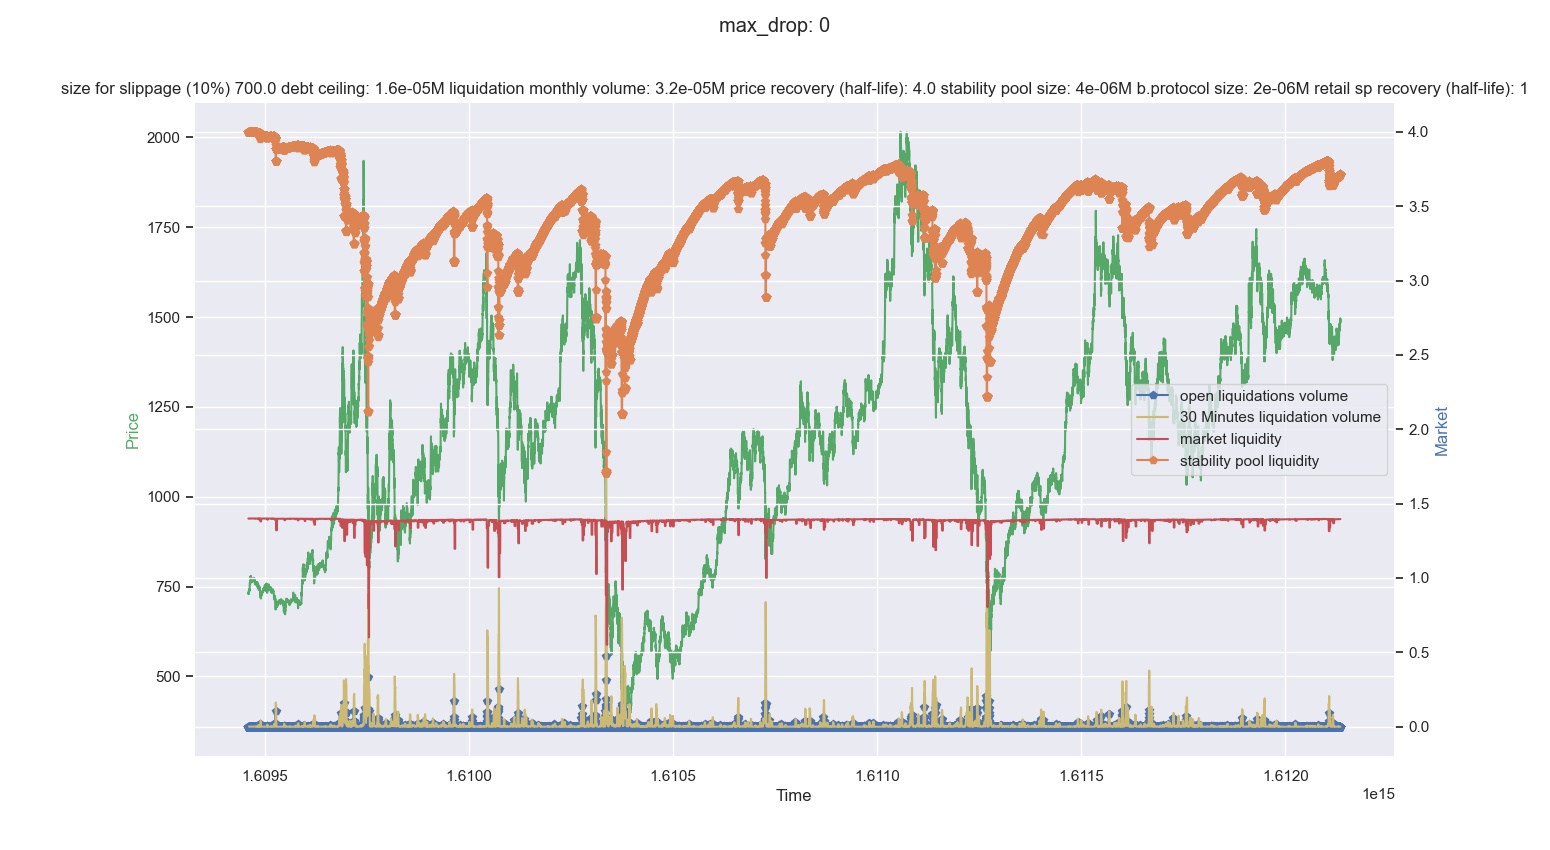 max_drop: 0
size for slippage (10%) 700.0 debt ceiling: 1.6e-05M liquidation monthly volume: 3.2e-05M price recovery (half-life): 4.0 stability pool size: 4e-06M b.protocol size: 2e-06M retail sp recovery (half-life): 1
2000
1750
1500
1250
1000
750
500
Price
4.0
3.5
3.0
2.5
2.0
1.5
1.0
0.5
0.0
Market
open liquidations volume
30 Minutes liquidation volume
market liquidity
stability pool liquidity
1.6095
1.6100
1.6105
1.6110
1.6115
1.6120
Time
1e15